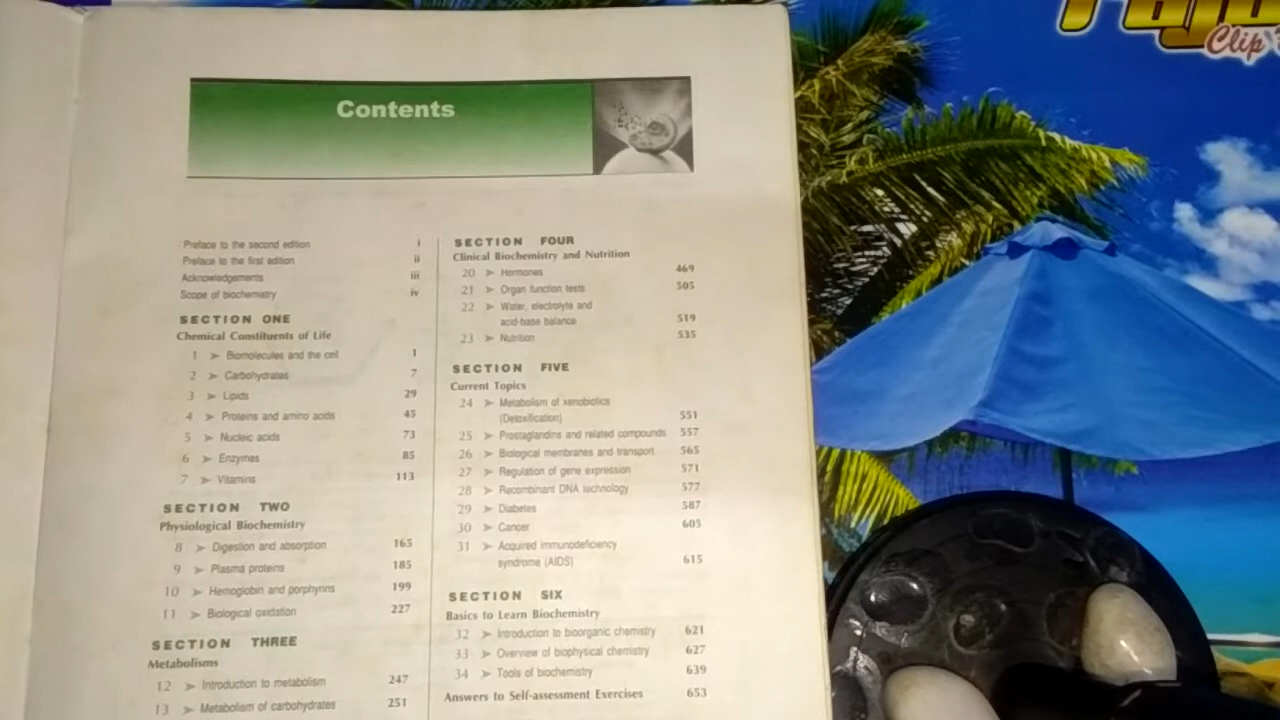 Contents
Preface to the second edition i
Preface to the first edition ii
Acknowledgements iii
Scope of biochemistry iv
SECTION ONE
Chemical Constituents of Life
1 ➤ Biomolecules and the cell 1
2 ➤ Carbohydrates 7
3 ➤ Lipids 29
4 ➤ Proteins and amino acids 45
5 ➤ Nucleic acids 73
6 ➤ Enzymes 85
7 ➤ Vitamins 113
SECTION TWO
Physiological Biochemistry
8 ➤ Digestion and absorption 165
9 ➤ Plasma proteins 185
10 ➤ Hemoglobin and porphyrins 199
11 ➤ Biological oxidation 227
SECTION THREE
Metabolisms
12 ➤ Introduction to metabolism 247
13 ➤ Metabolism of carbohydrates 251
SECTION FOUR
Clinical Biochemistry and Nutrition
20 ➤ Hormones 469
21 ➤ Organ function tests 505
22 ➤ Water, electrolyte and
acid-base balance 519
23 ➤ Nutrition 535
SECTION FIVE
Current Topics
24 ➤ Metabolism of xenobiotics
(Detoxification) 551
25 ➤ Prostaglandins and related compounds 557
26 ➤ Biological membranes and transport 565
27 ➤ Regulation of gene expression 571
28 ➤ Recombinant DNA technology 577
29 ➤ Diabetes 587
30 ➤ Cancer 605
31 ➤ Acquired immunodeficiency
syndrome (AIDS) 615
SECTION SIX
Basics to Learn Biochemistry
32 ➤ Introduction to bioorganic chemistry 621
33 ➤ Overview of biophysical chemistry 627
34 ➤ Tools of biochemistry 639
Answers to Self-assessment Exercises 653
Clip